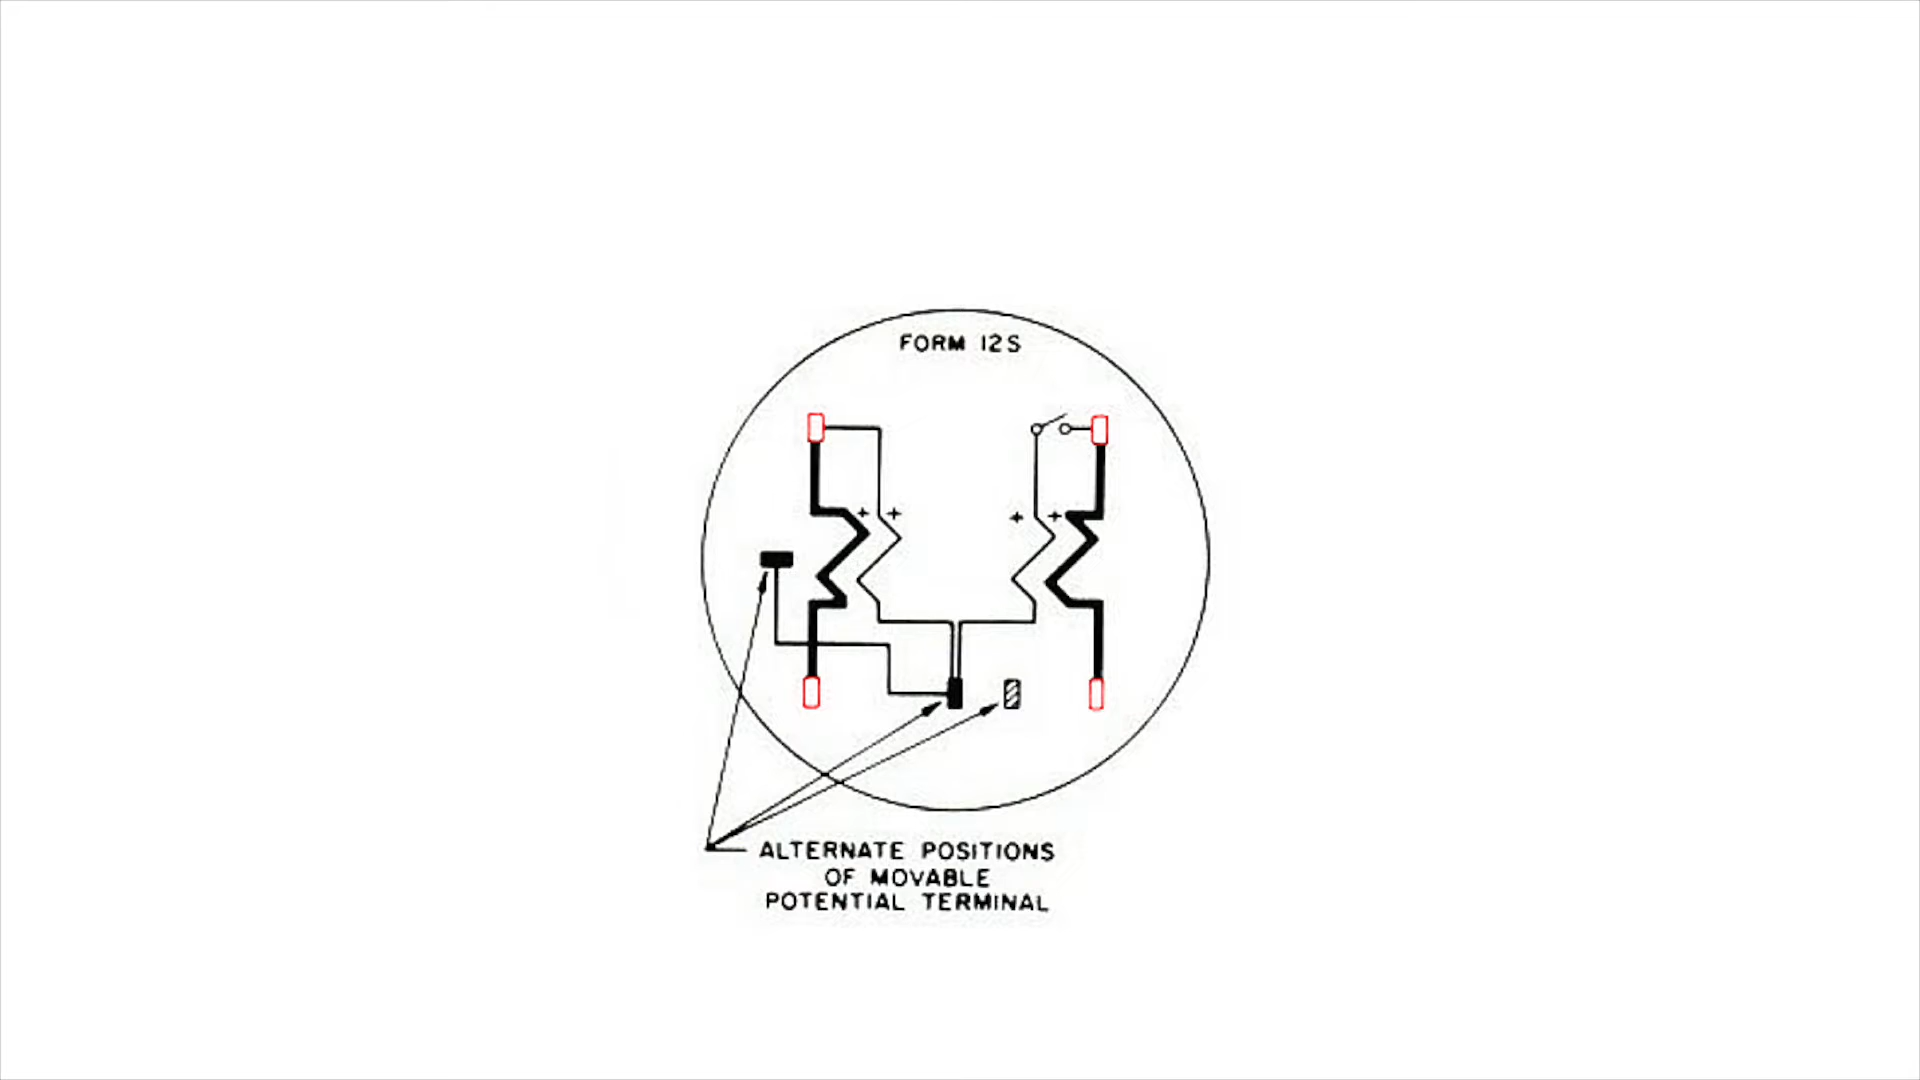 FORM 12S
+ +
+ +
ALTERNATE POSITIONS
OF MOVABLE
POTENTIAL TERMINAL